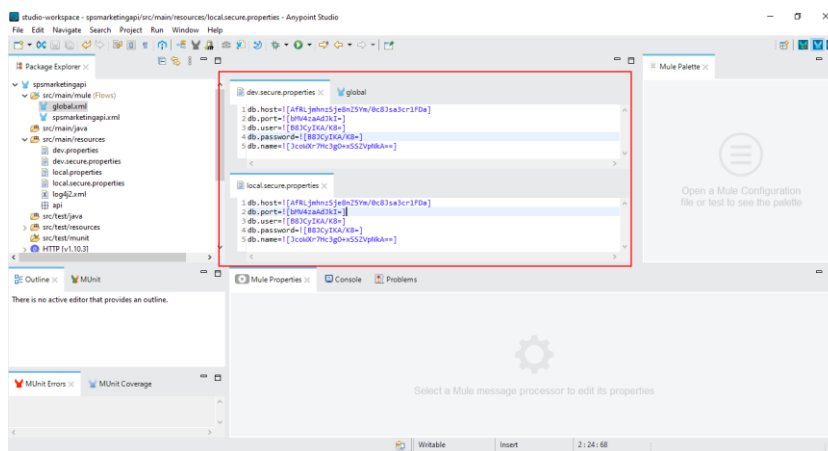 studio-workspace - spsmarketingapi/src/main/resources/local.secure.properties - Anypoint Studio
File Edit Navigate Search Project Run Window Help
Package Explorer
spsmarketingapi
src/main/mule (Flows)
global.xml
spsmarketingapi.xml
src/main/java
src/main/resources
dev.properties
dev.secure.properties
local.properties
local.secure.properties
log4j2.xml
api
src/test/java
src/test/resources
src/test/munit
HTTP [v1.10.3]
dev.secure.properties global
1 db.host=![AfRLjmhnzSje8nZ5Ym/0c8Jsa3cr1FDa]
2 db.port=![bMV4zaAdJkI=]
3 db.user=![B8JCyIKA/K8=]
4 db.password=![B8JCyIKA/K8=]
5 db.name=![JcoWXr7Hc3gO+xSSZVpNkA==]
local.secure.properties
1 db.host=![AfRLjmhnzSje8nZ5Ym/0c8Jsa3cr1FDa]
2 db.port=![bMV4zaAdJkI=]
3 db.user=![B8JCyIKA/K8=]
4 db.password=![B8JCyIKA/K8=]
5 db.name=![JcoWXr7Hc3gO+xSSZVpNkA==]
Mule Palette
Open a Mule Configuration
file or test to see the palette
Outline MUnit
There is no active editor that provides an outline.
Mule Properties Console Problems
Select a Mule message processor to edit its properties
MUnit Errors MUnit Coverage
Writable Insert 2 : 24 : 68